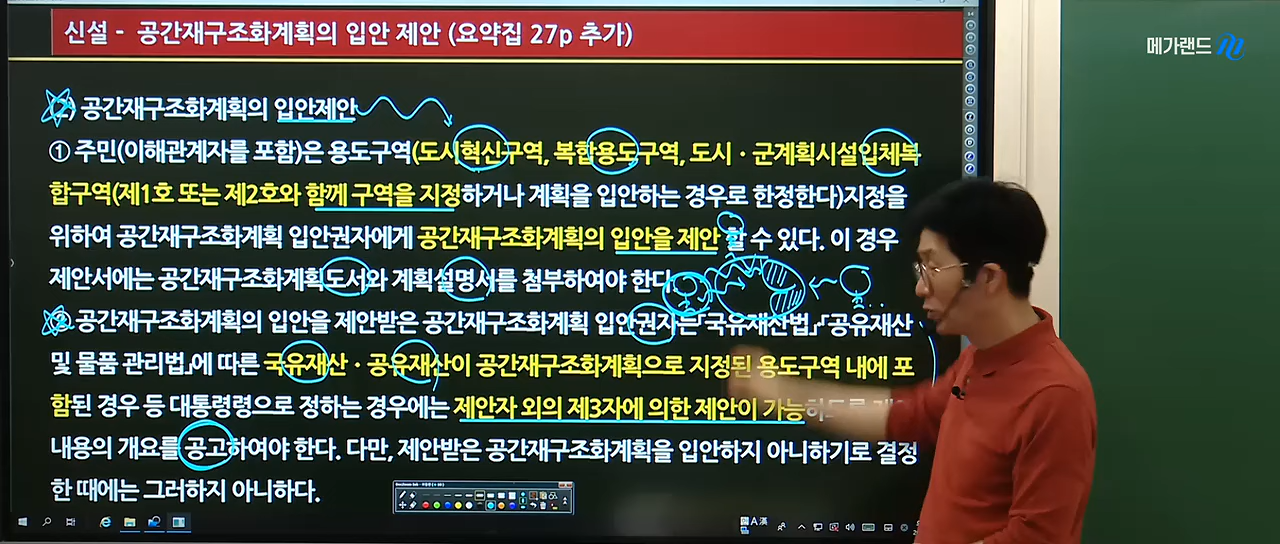 신설 - 공간재구조화계획의 입안 제안 (요약집 27p 추가)
메가랜드
2) 공간재구조화계획의 입안제안
① 주민(이해관계자를 포함)은 용도구역(도시혁신구역, 복합용도구역, 도시·군계획시설입체복
합구역(제1호 또는 제2호와 함께 구역을 지정하거나 계획을 입안하는 경우로 한정한다)지정을
위하여 공간재구조화계획 입안권자에게 공간재구조화계획의 입안을 제안 할 수 있다. 이 경우
제안서에는 공간재구조화계획도서와 계획설명서를 첨부하여야 한다.
② 공간재구조화계획의 입안을 제안받은 공간재구조화계획 입안권자는「국유재산법」·「공유재산
및 물품 관리법」에 따른 국유재산·공유재산이 공간재구조화계획으로 지정된 용도구역 내에 포
함된 경우 등 대통령령으로 정하는 경우에는 제안자 외의 제3자에 의한 제안이 가능하도록
내용의 개요를 공고하여야 한다. 다만, 제안받은 공간재구조화계획을 입안하지 아니하기로 결정
한 때에는 그러하지 아니하다.